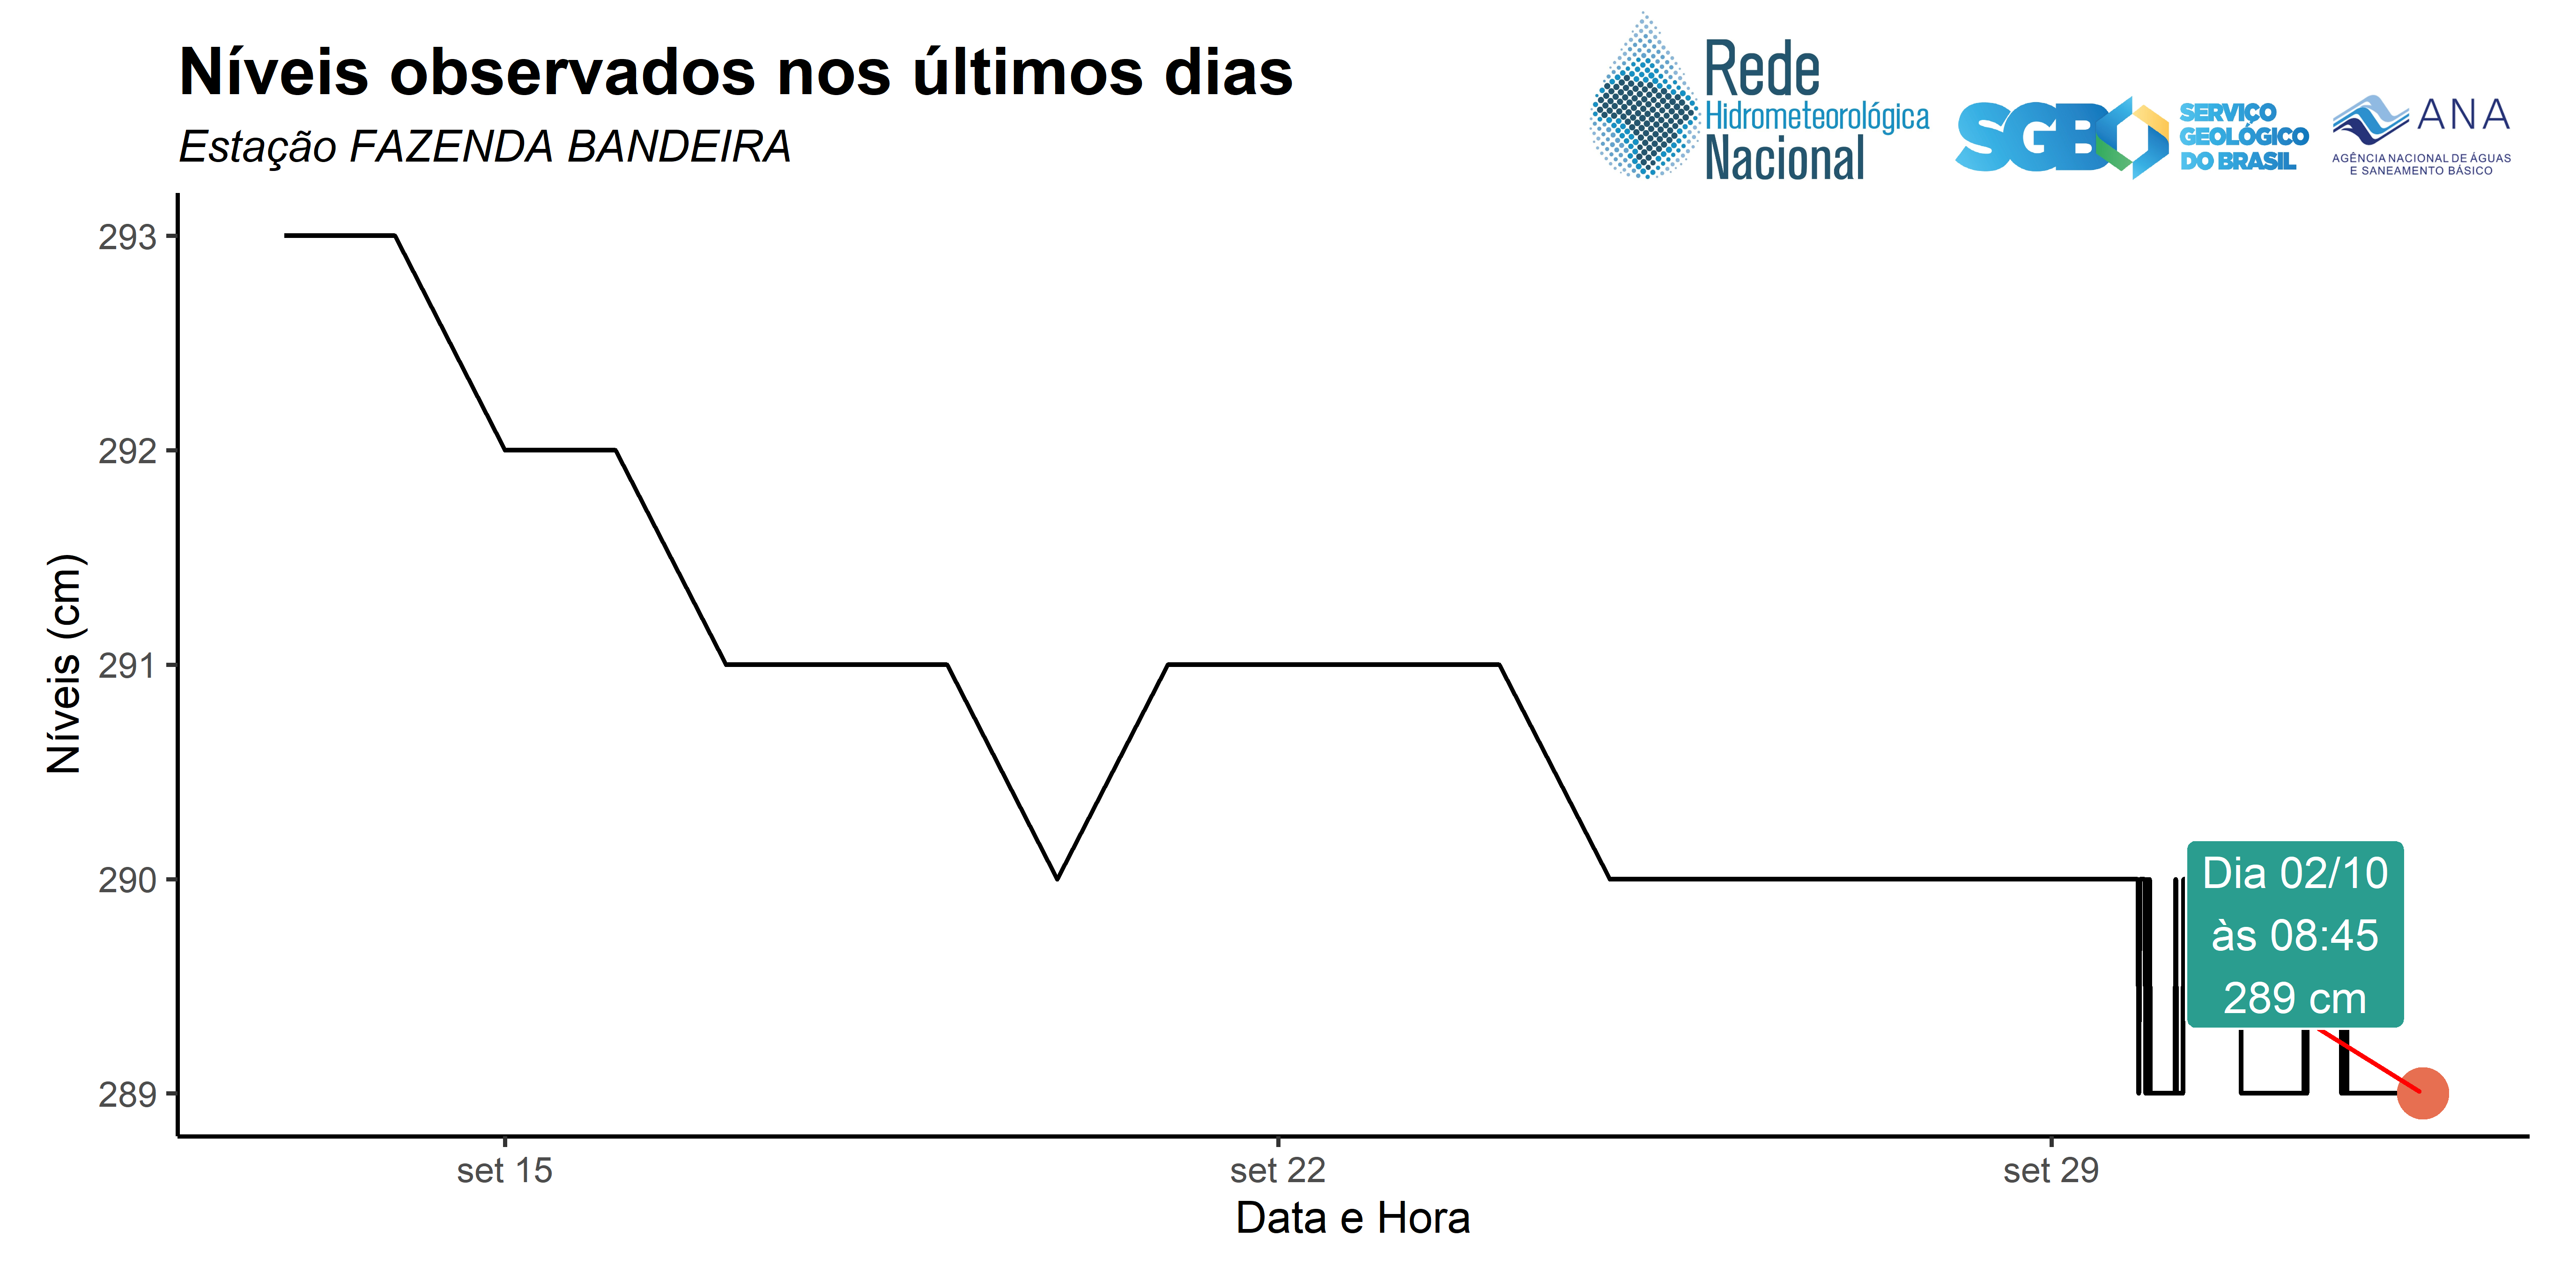 Níveis observados nos últimos dias
Estação FAZENDA BANDEIRA
Rede
Hidrometeorológica
Nacional
SGB
SERVIÇO
GEOLÓGICO
DO BRASIL
ANA
AGÊNCIA NACIONAL DE ÁGUAS
E SANEAMENTO BÁSICO
Níveis (cm)
293
292
291
290
289
Dia 02/10
às 08:45
289 cm
set 15
set 22
set 29
Data e Hora